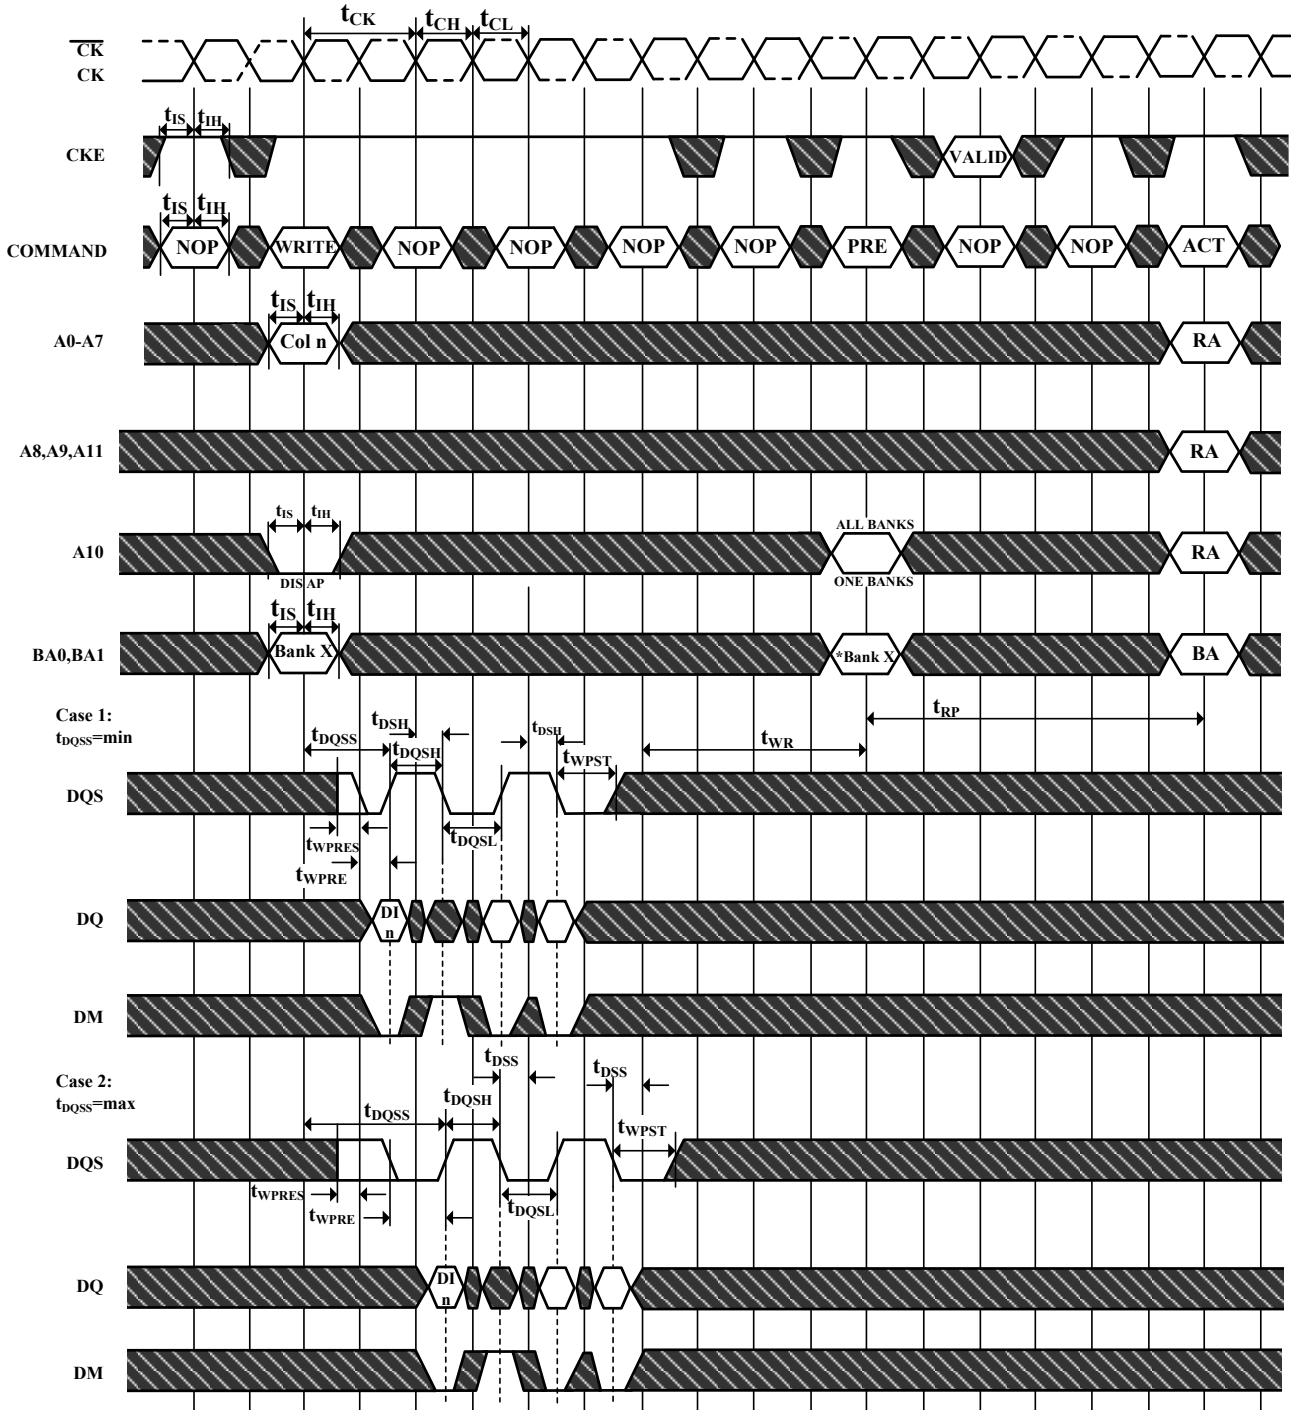 tCK tCH tCL
CK
CK
tIS tIH
CKE VALID
tIS tIH
COMMAND NOP WRITE NOP NOP NOP NOP PRE NOP NOP ACT
tIS tIH
A0-A7 Col n RA
A8,A9,A11 RA
tIS tIH ALL BANKS
A10 RA
DIS AP ONE BANKS
tIS tIH
BA0,BA1 Bank X *Bank X BA
Case 1:
tDQSS=min
tDSH tDSH tRP
tDQSS tDQSH tWR
tWPST
DQS
tWPRES tDQSL
tWPRE
DQ DI
n
DM
tDSS tDSS
Case 2:
tDQSS=max
tDQSS tDQSH
tWPST
DQS
tWPRES tDQSL
tWPRE
DQ DI
n
DM